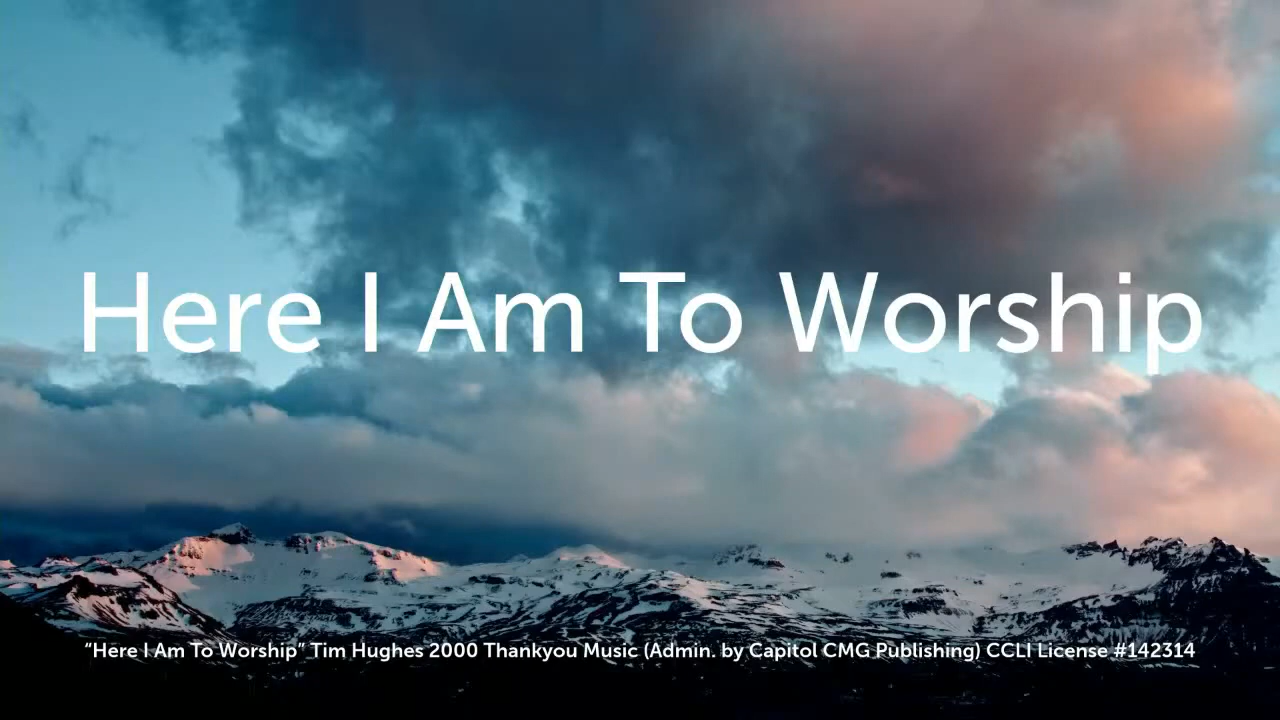 Here I Am To Worship
“Here I Am To Worship” Tim Hughes 2000 Thankyou Music (Admin. by Capitol CMG Publishing) CCLI License #142314